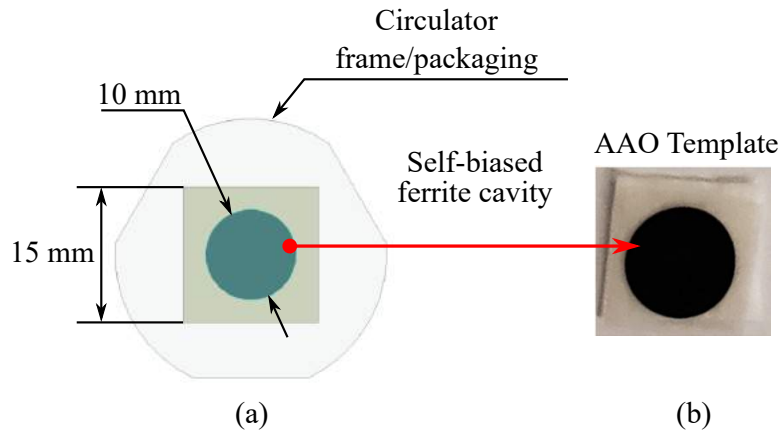 Circulator
frame/packaging
10 mm
AAO Template
Self-biased
ferrite cavity
15 mm
(a)
(b)